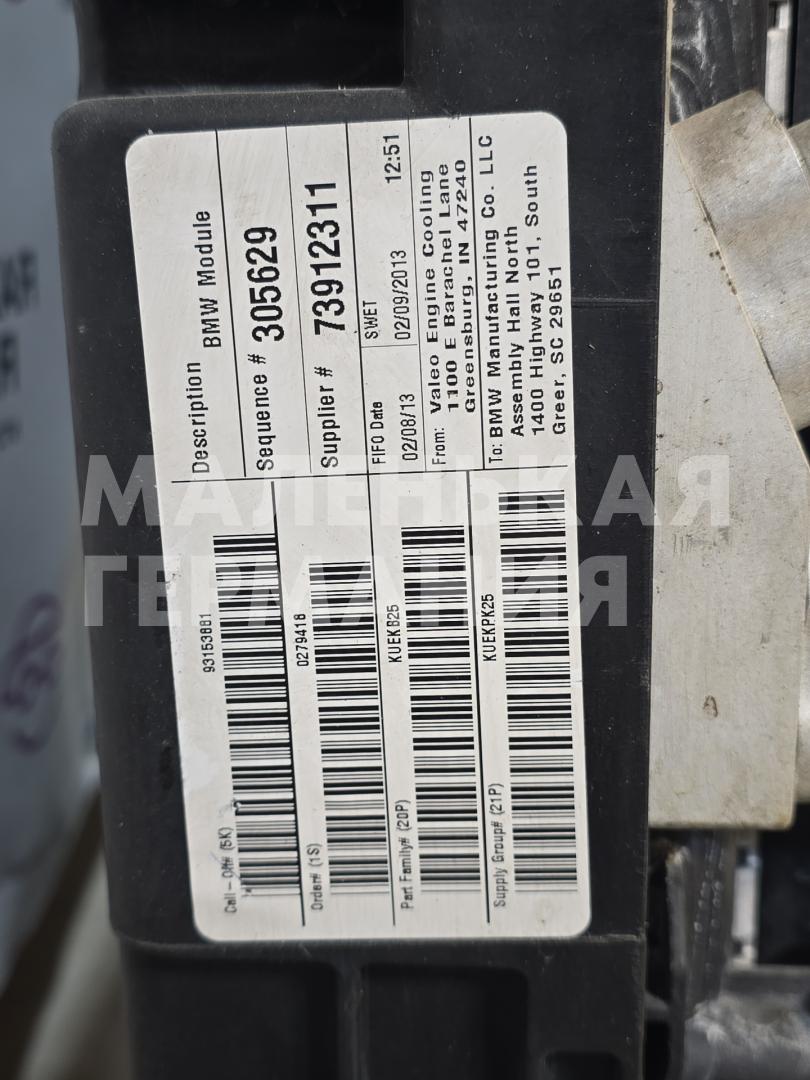 Description
BMW Module
Sequence # 305629
Supplier # 73912311
FIFO Date
02/08/13
SWET
02/09/2013 12:51
From: Valeo Engine Cooling
1100 E Barachel Lane
Greensburg, IN 47240
To: BMW Manufacturing Co. LLC
Assembly Hall North
1400 Highway 101, South
Greer, SC 29651
Call-Off# (5K)
93153881
Order# (1S)
0279418
Part Family# (20P)
KUEKB25
Supply Group# (21P)
KUEKPK25
МАЛЕНЬКАЯ
ГЕРМАНИЯ